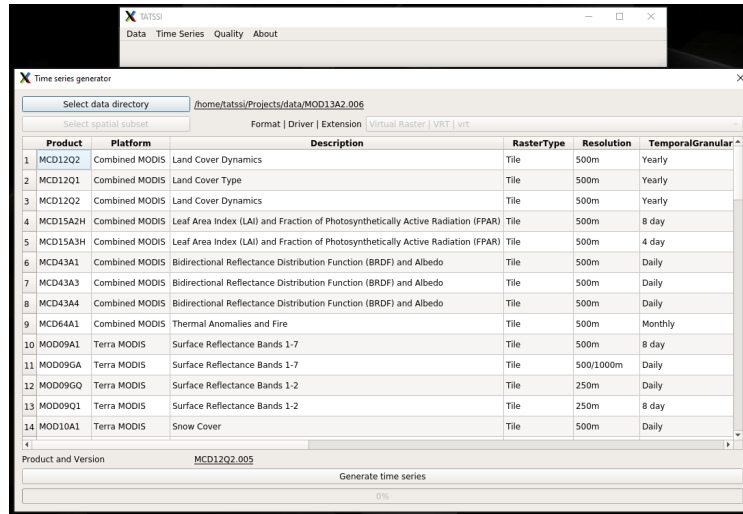 TATSSI
Data Time Series Quality About
Time series generator
Select data directory /home/tatssi/Projects/data/MOD13A2.006
Select spatial subset Format | Driver | Extension Virtual Raster | VRT | vrt
Product Platform Description RasterType Resolution TemporalGranular
1 MCD12Q2 Combined MODIS Land Cover Dynamics Tile 500m Yearly
2 MCD12Q1 Combined MODIS Land Cover Type Tile 500m Yearly
3 MCD12Q2 Combined MODIS Land Cover Dynamics Tile 500m Yearly
4 MCD15A2H Combined MODIS Leaf Area Index (LAI) and Fraction of Photosynthetically Active Radiation (FPAR) Tile 500m 8 day
5 MCD15A3H Combined MODIS Leaf Area Index (LAI) and Fraction of Photosynthetically Active Radiation (FPAR) Tile 500m 4 day
6 MCD43A1 Combined MODIS Bidirectional Reflectance Distribution Function (BRDF) and Albedo Tile 500m Daily
7 MCD43A3 Combined MODIS Bidirectional Reflectance Distribution Function (BRDF) and Albedo Tile 500m Daily
8 MCD43A4 Combined MODIS Bidirectional Reflectance Distribution Function (BRDF) and Albedo Tile 500m Daily
9 MCD64A1 Combined MODIS Thermal Anomalies and Fire Tile 500m Monthly
10 MOD09A1 Terra MODIS Surface Reflectance Bands 1-7 Tile 500m 8 day
11 MOD09GA Terra MODIS Surface Reflectance Bands 1-7 Tile 500/1000m Daily
12 MOD09GQ Terra MODIS Surface Reflectance Bands 1-2 Tile 250m Daily
13 MOD09Q1 Terra MODIS Surface Reflectance Bands 1-2 Tile 250m 8 day
14 MOD10A1 Terra MODIS Snow Cover Tile 500m Daily
Product and Version MCD12Q2.005
Generate time series
0%